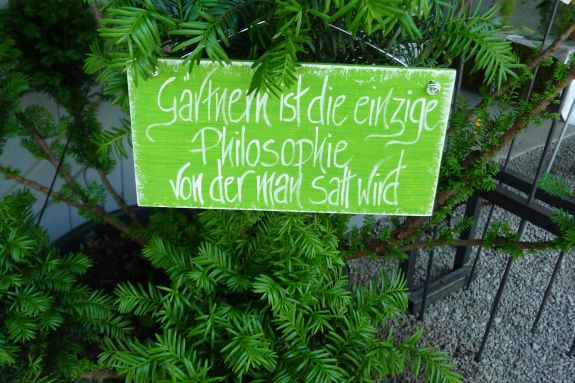 Gärtnern ist die einzige
Philosophie
von der man satt wird